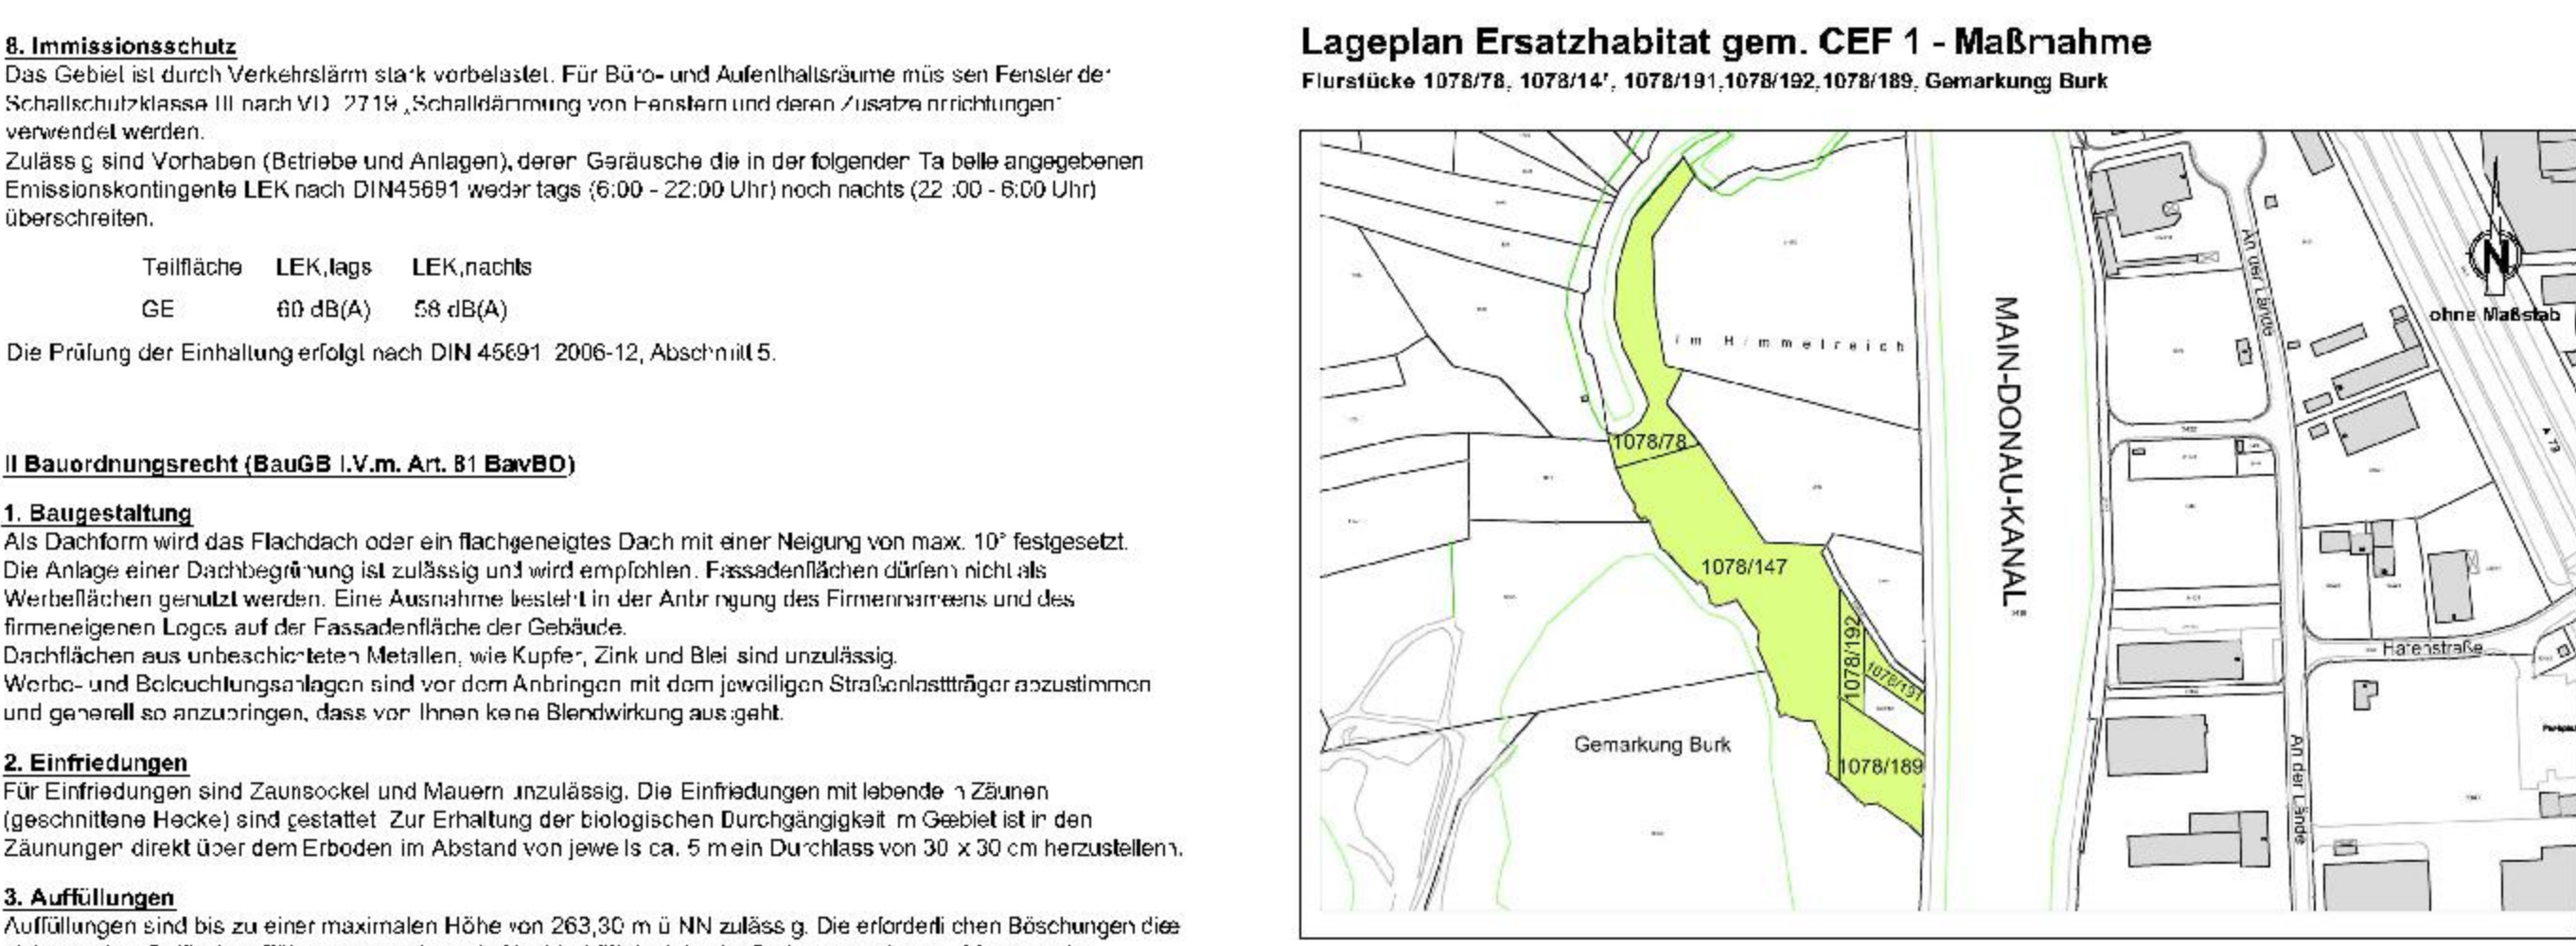 8. Immissionsschutz
Das Gebiet ist durch Verkehrslärm stark vorbelastet. Für Büro- und Aufenthaltsräume müssen Fenster der
Schallschutzklasse III nach VDI 2719 „Schalldämmung von Fenstern und deren Zusatzeinrichtungen"
verwendet werden.
Zulässig sind Vorhaben (Betriebe und Anlagen), deren Geräusche die in der folgenden Tabelle angegebenen
Emissionskontingente LEK nach DIN45691 weder tags (6:00 - 22:00 Uhr) noch nachts (22:00 - 6:00 Uhr)
überschreiten.
Teilfläche LEK,tags LEK,nachts
GE 60 dB(A) 58 dB(A)
Die Prüfung der Einhaltung erfolgt nach DIN 45691 2006-12, Abschnitt 5.
II Bauordnungsrecht (BauGB I.V.m. Art. 81 BayBO)
1. Baugestaltung
Als Dachform wird das Flachdach oder ein flachgeneigtes Dach mit einer Neigung von max. 10° festgesetzt.
Die Anlage einer Dachbegrünung ist zulässig und wird empfohlen. Fassadenflächen dürfen nicht als
Werbeflächen genutzt werden. Eine Ausnahme besteht in der Anbringung des Firmennamens und des
firmeneigenen Logos auf der Fassadenfläche der Gebäude.
Dachflächen aus unbeschichteten Metallen, wie Kupfer, Zink und Blei sind unzulässig.
Werbe- und Beleuchtungsanlagen sind vor dem Anbringen mit dem jeweiligen Straßenlastträger abzustimmen
und generell so anzubringen, dass von Ihnen keine Blendwirkung ausgeht.
2. Einfriedungen
Für Einfriedungen sind Zaunsockel und Mauern unzulässig. Die Einfriedungen mit lebenden Zäunen
(geschnittene Hecke) sind gestattet. Zur Erhaltung der biologischen Durchgängigkeit im Gebiet ist in den
Zäunungen direkt über dem Erboden im Abstand von jeweils ca. 5 m ein Durchlass von 30 x 30 cm herzustellen.
3. Auffüllungen
Auffüllungen sind bis zu einer maximalen Höhe von 263,30 m ü NN zulässig. Die erforderlichen Böschungen die
Lageplan Ersatzhabitat gem. CEF 1 - Maßnahme
Flurstücke 1078/78, 1078/147, 1078/191,1078/192,1078/189, Gemarkung Burk
Im Himmelreich
MAIN-DONAU-KANAL
An der Lände
N
ohne Maßstab
A 73
1078/78
1078/147
1078/192
1078/191
1078/189
Gemarkung Burk
Hafenstraße
An der Lände